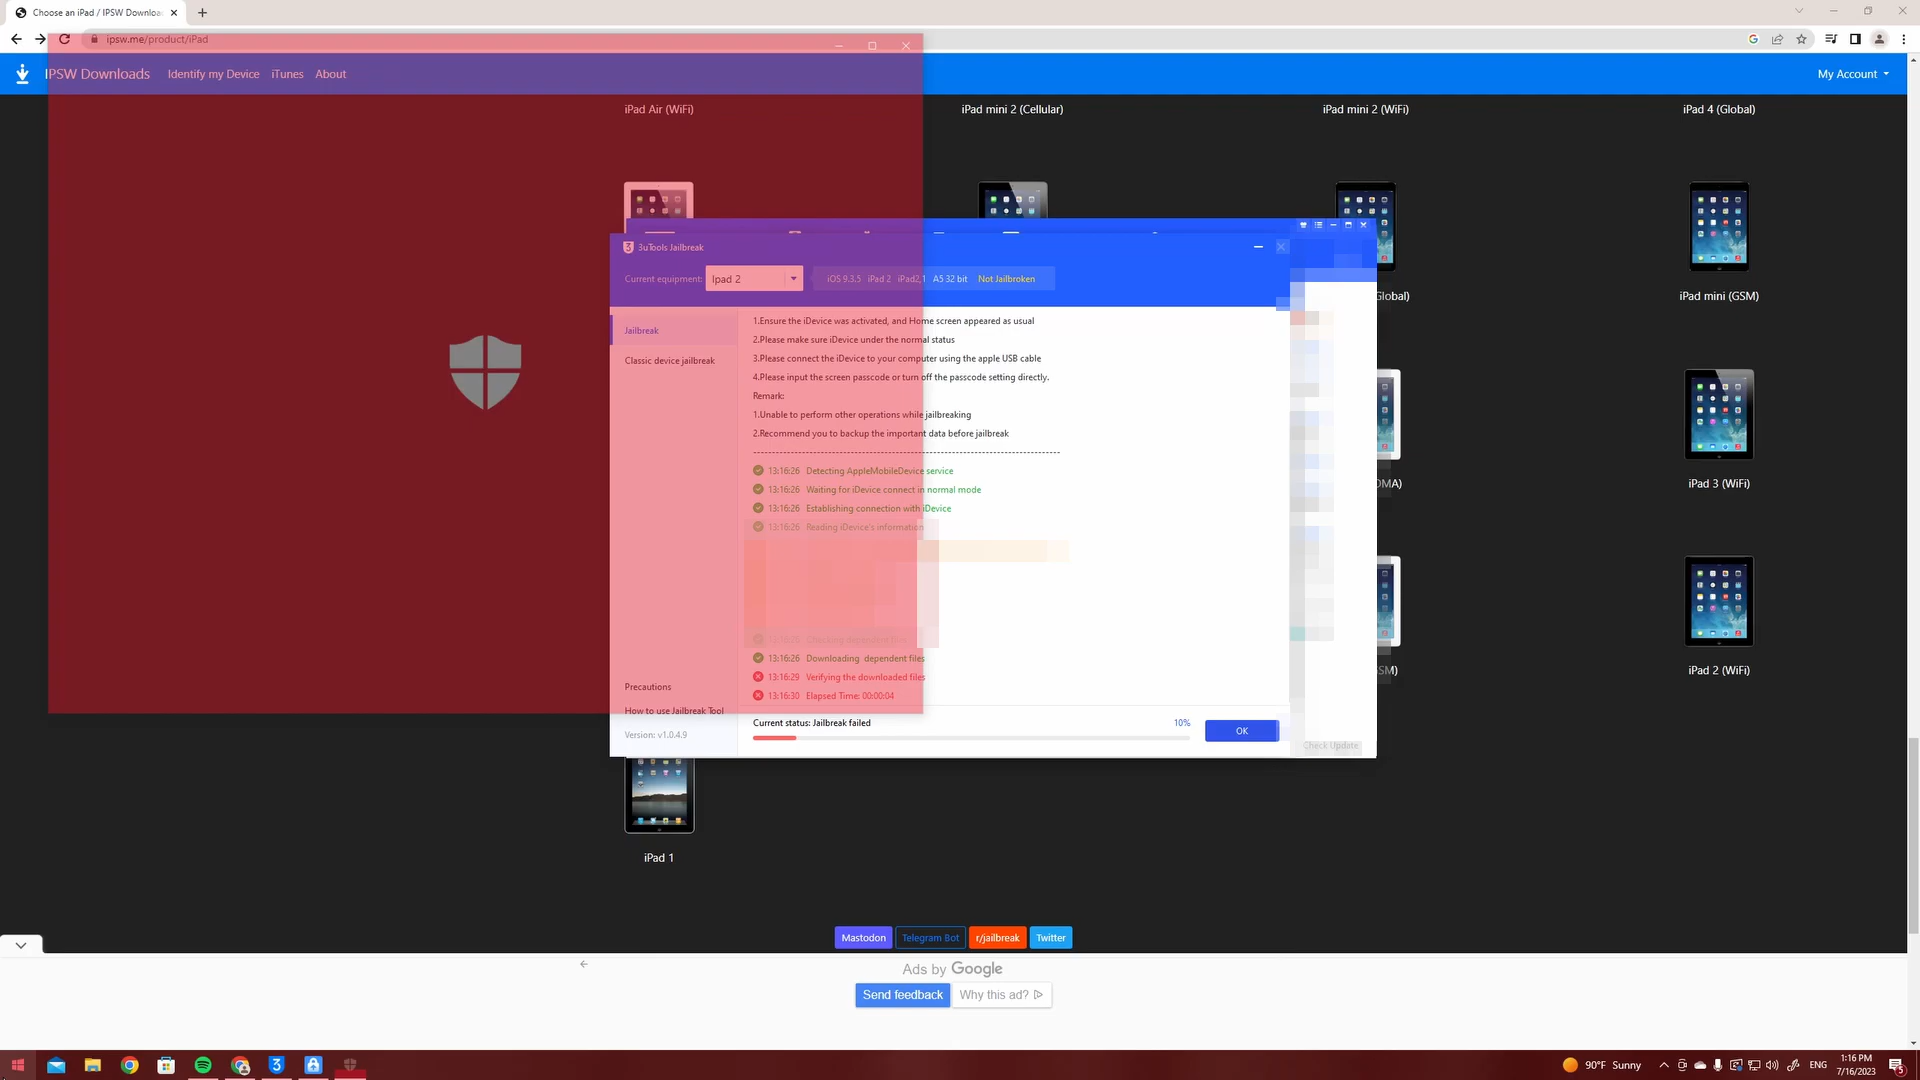 Choose an iPad / IPSW Downloa
ipsw.me/product/iPad
IPSW Downloads
Identify my Device
iTunes
About
My Account
iPad Air (WiFi)
iPad mini 2 (Cellular)
iPad mini 2 (WiFi)
iPad 4 (Global)
3uTools Jailbreak
Current equipment:
Ipad 2
iOS 9.3.5 iPad 2 iPad2,1 A5 32 bit Not Jailbroken
Global)
iPad mini (GSM)
Jailbreak
Classic device jailbreak
1.Ensure the iDevice was activated, and Home screen appeared as usual
2.Please make sure iDevice under the normal status
3.Please connect the iDevice to your computer using the apple USB cable
4.Please input the screen passcode or turn off the passcode setting directly.
Remark:
1.Unable to perform other operations while jailbreaking
2.Recommend you to backup the important data before jailbreak
--------------------------------------------------------------------------------
13:16:26 Detecting AppleMobileDevice service
13:16:26 Waiting for iDevice connect in normal mode
13:16:26 Establishing connection with iDevice
13:16:26 Reading iDevice's information
13:16:26 Checking dependent files
13:16:26 Downloading dependent files
13:16:29 Verifying the downloaded files
13:16:30 Elapsed Time: 00:00:04
DMA)
iPad 3 (WiFi)
SM)
iPad 2 (WiFi)
Precautions
How to use Jailbreak Tool
Version: v1.0.4.9
Current status: Jailbreak failed
10%
OK
Check Update
iPad 1
Mastodon
Telegram Bot
r/jailbreak
Twitter
Ads by Google
Send feedback
Why this ad?
90°F Sunny
ENG
1:16 PM
7/16/2023
5